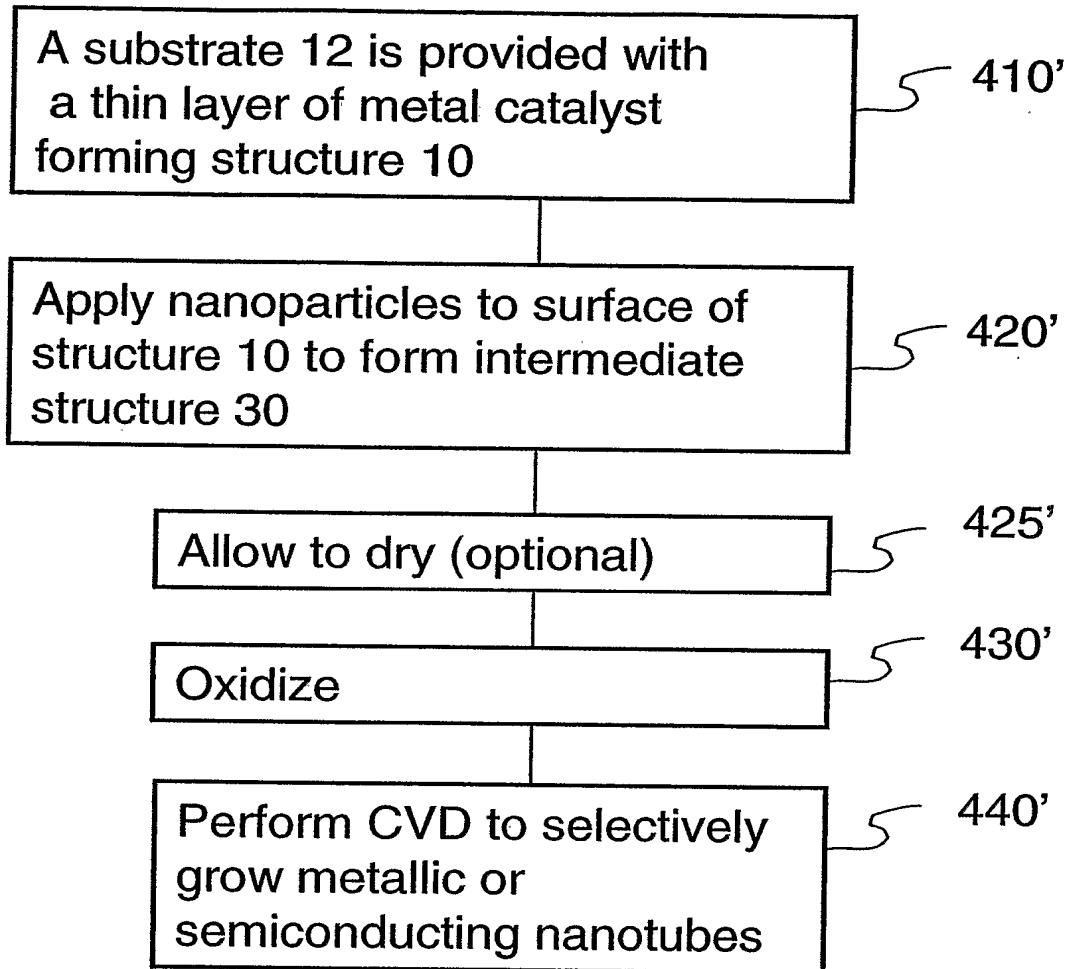 A substrate 12 is provided with
a thin layer of metal catalyst
forming structure 10
410’
Apply nanoparticles to surface of
structure 10 to form intermediate
structure 30
420’
Allow to dry (optional)
425’
Oxidize
430’
Perform CVD to selectively
grow metallic or
semiconducting nanotubes
440’